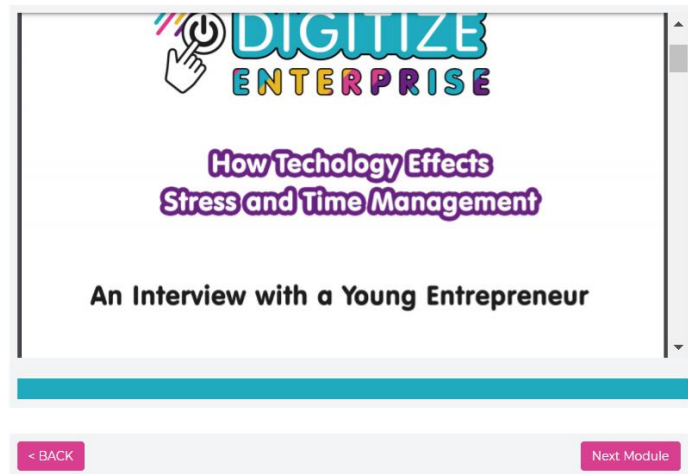 DIGITIZE
ENTERPRISE
How Techology Effects
Stress and Time Management
An Interview with a Young Entrepreneur
< BACK
Next Module